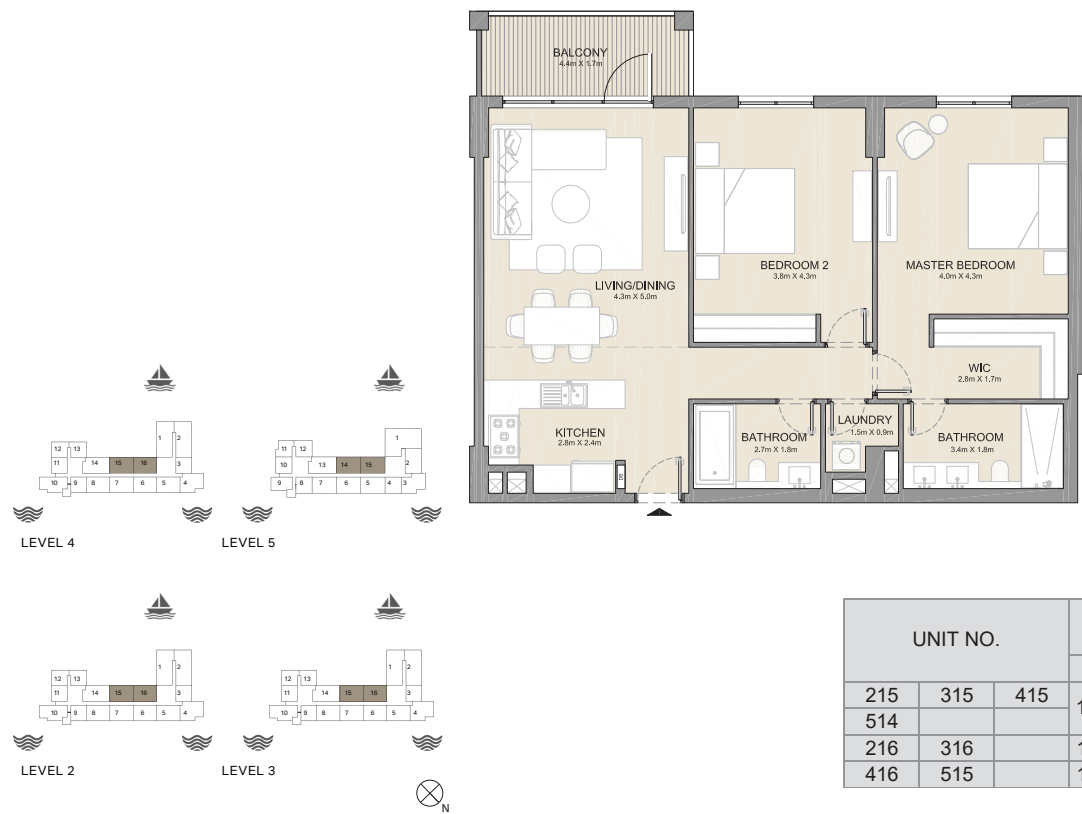 BALCONY
4.4m X 1.7m
BEDROOM 2
3.8m X 4.3m
MASTER BEDROOM
4.0m X 4.3m
LIVING/DINING
4.3m X 5.0m
WIC
2.8m X 1.7m
KITCHEN
2.8m X 2.4m
BATHROOM
2.7m X 1.8m
LAUNDRY
1.5m X 0.9m
BATHROOM
3.4m X 1.8m
DB
1 2
12 13
11 14 15 16 3
10 9 8 7 6 5 4
LEVEL 4
1
11 12
10 13 14 15 2
9 8 7 6 5 4 3
LEVEL 5
1 2
12 13
11 14 15 16 3
10 9 8 7 6 5 4
LEVEL 2
1 2
12 13
11 14 15 16 3
10 9 8 7 6 5 4
LEVEL 3
N
UNIT NO.
215 315 415
514
216 316
416 515